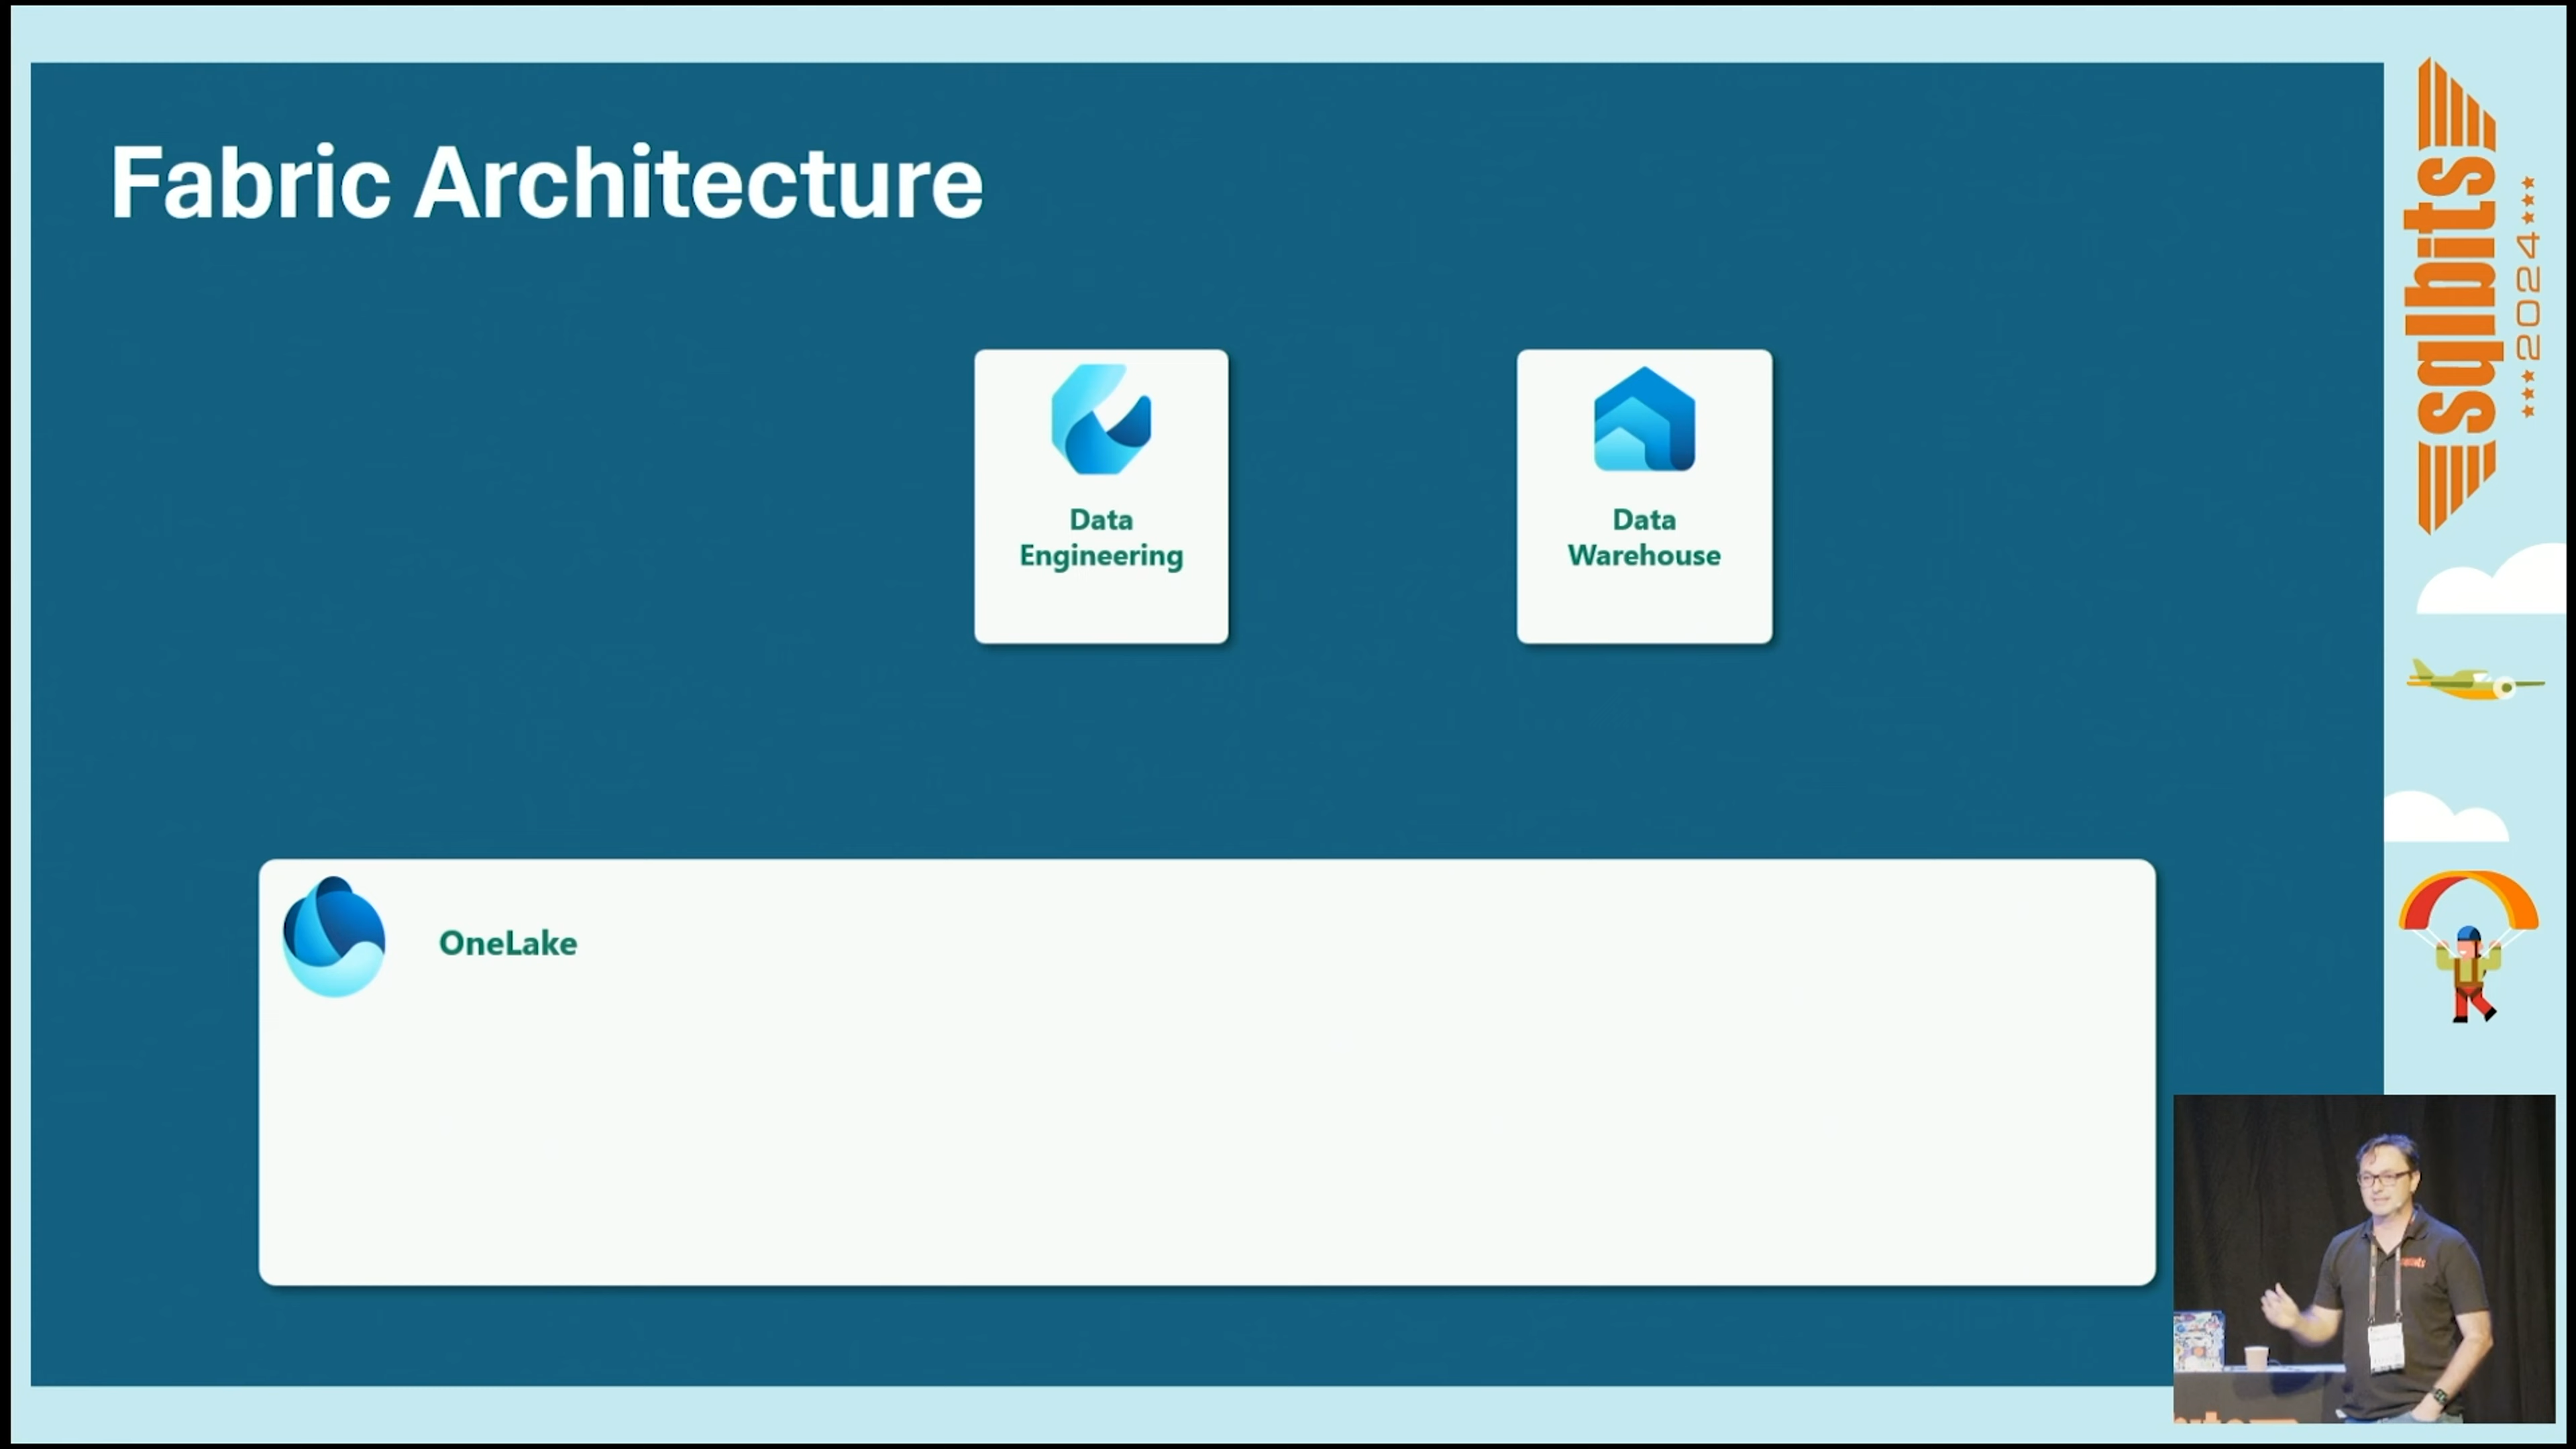 Fabric Architecture
Data
Engineering
Data
Warehouse
OneLake
sqlbits
2024